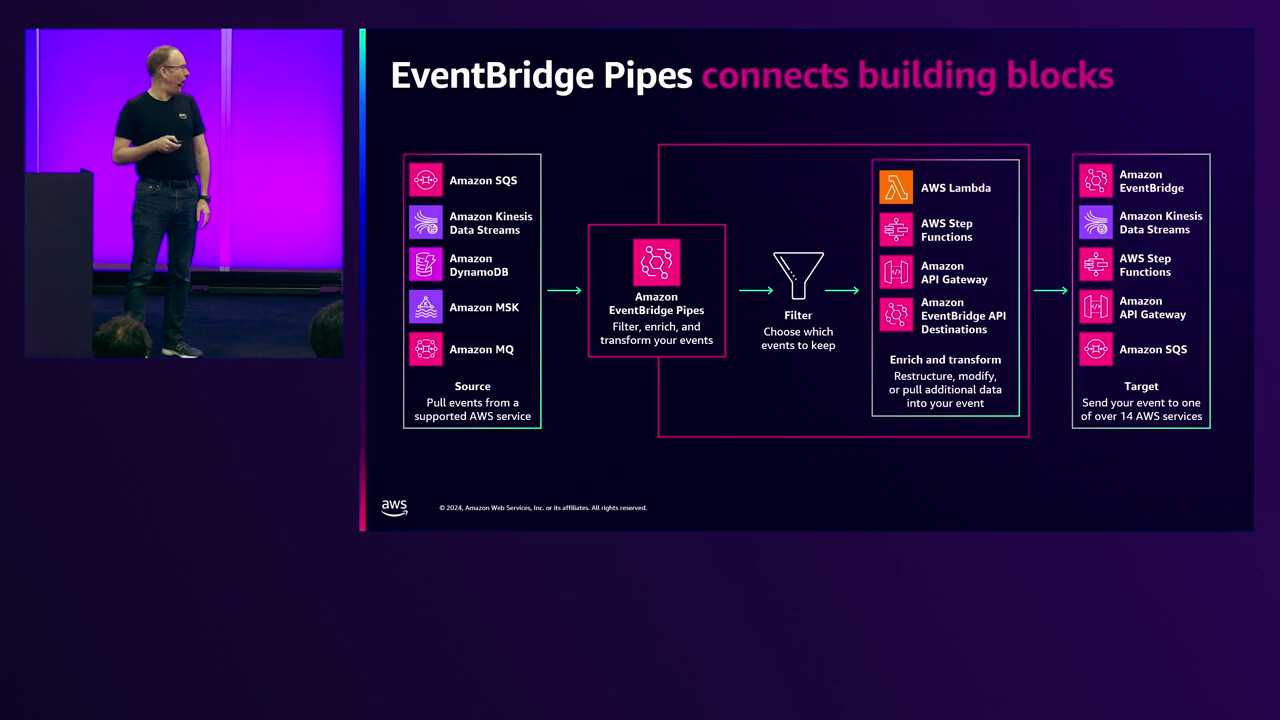 EventBridge Pipes connects building blocks
Amazon SQS
Amazon Kinesis
Data Streams
Amazon
DynamoDB
Amazon MSK
Amazon MQ
Source
Pull events from a
supported AWS service
Amazon
EventBridge Pipes
Filter, enrich, and
transform your events
Filter
Choose which
events to keep
AWS Lambda
AWS Step
Functions
Amazon
API Gateway
Amazon
EventBridge API
Destinations
Enrich and transform
Restructure, modify,
or pull additional data
into your event
Amazon
EventBridge
Amazon Kinesis
Data Streams
AWS Step
Functions
Amazon
API Gateway
Amazon SQS
Target
Send your event to one
of over 14 AWS services
aws
© 2024, Amazon Web Services, Inc. or its affiliates. All rights reserved.